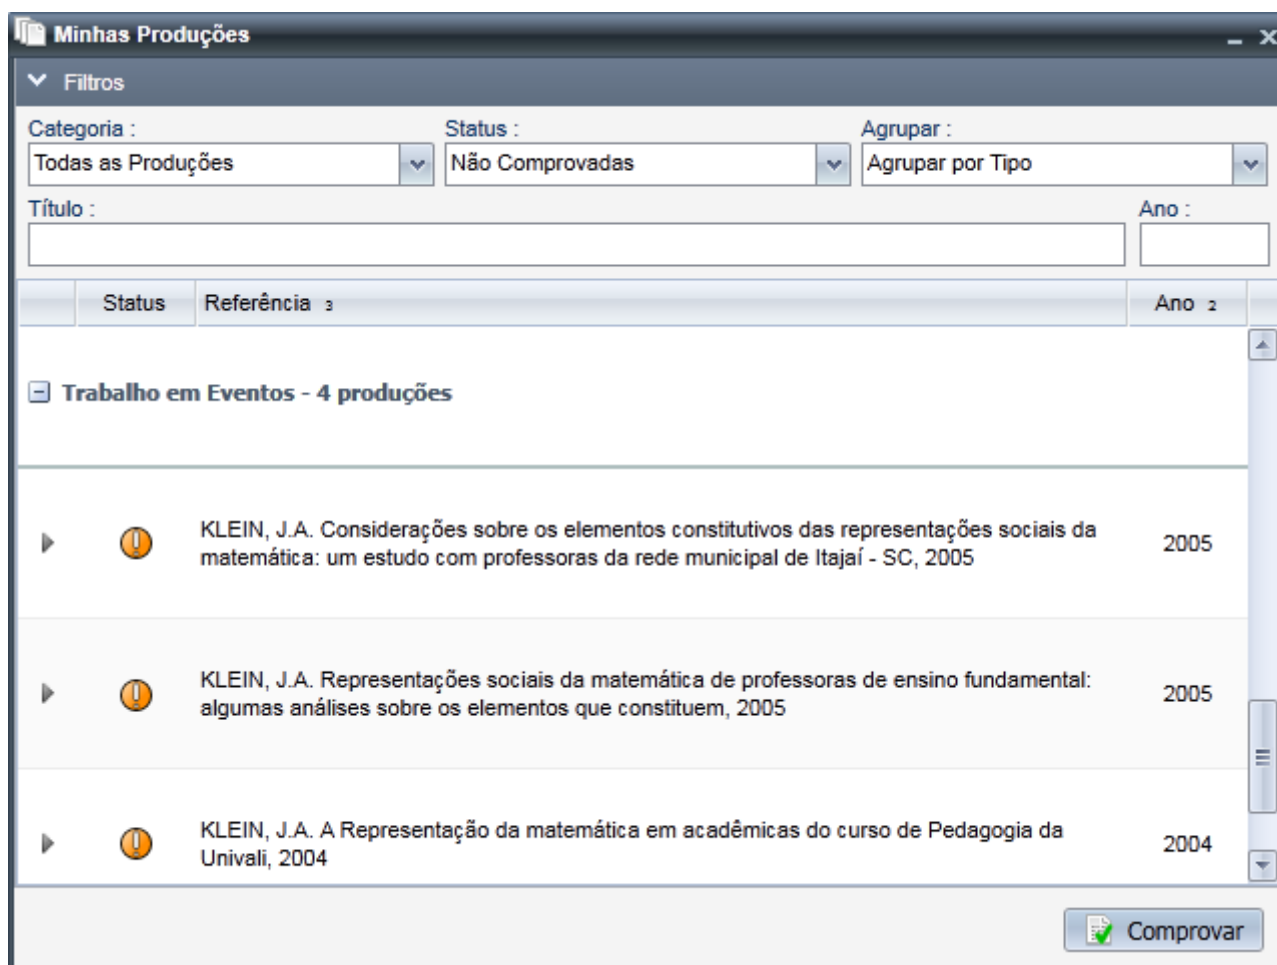 Minhas Produções
Filtros
Categoria :
Status :
Agrupar :
Todas as Produções
Não Comprovadas
Agrupar por Tipo
Título :
Ano :
Status
Referência 3
Ano 2
Trabalho em Eventos - 4 produções
KLEIN, J.A. Considerações sobre os elementos constitutivos das representações sociais da
matemática: um estudo com professoras da rede municipal de Itajaí - SC, 2005
2005
KLEIN, J.A. Representações sociais da matemática de professoras de ensino fundamental:
algumas análises sobre os elementos que constituem, 2005
2005
KLEIN, J.A. A Representação da matemática em acadêmicas do curso de Pedagogia da
Univali, 2004
2004
Comprovar